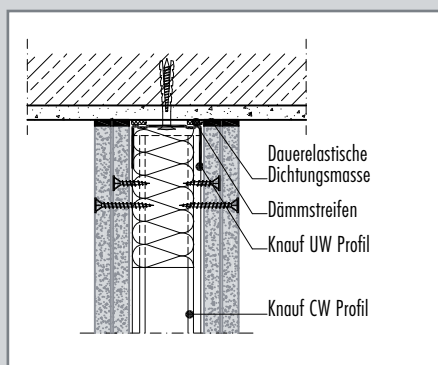 Dauerelastische
Dichtungsmasse
Dämmstreifen
Knauf UW Profil
Knauf CW Profil